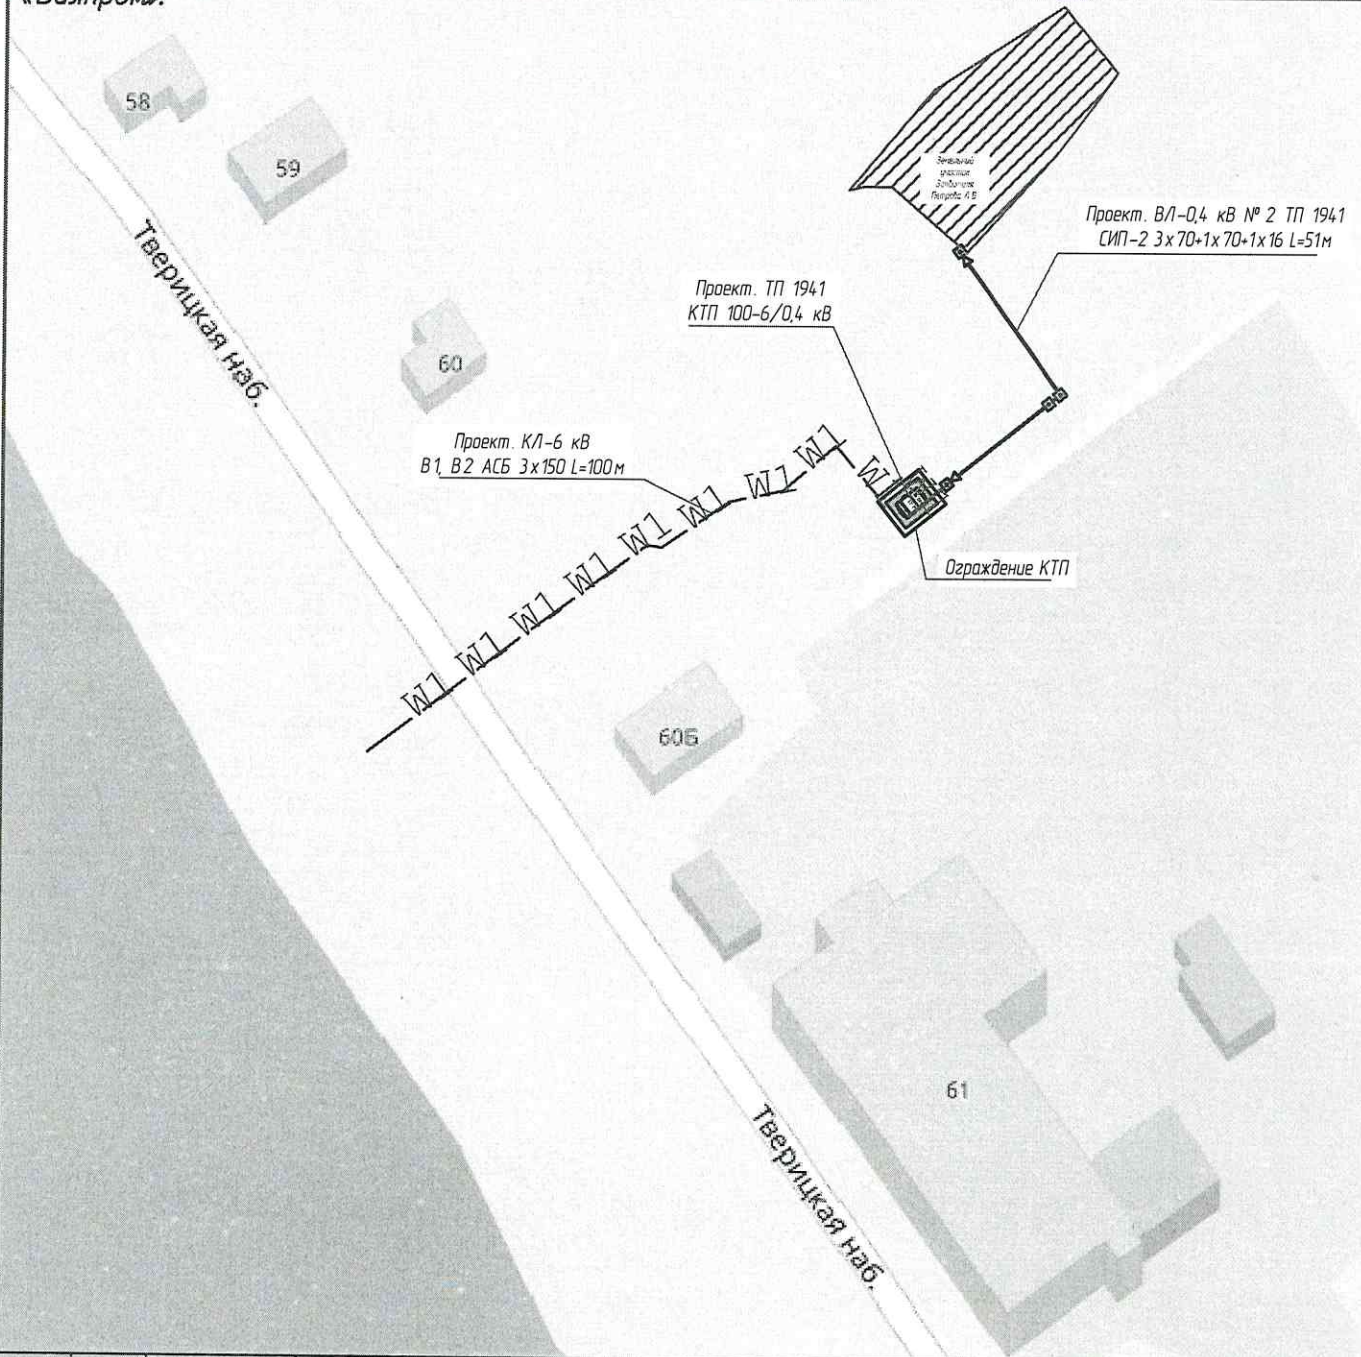 58
59
Тверицкая наб.
60
Земельный
участок
Заявителя
Петрова А.В.
Проект. ВЛ-0,4 кВ № 2 ТП 1941
СИП-2 3х70+1х70+1х16 L=51м
Проект. ТП 1941
КТП 100-6/0,4 кВ
Проект. КЛ-6 кВ
В1, В2 АСБ 3х150 L=100м
W1
W1
W1
W1
W1
W1
W1
W1
W
Ограждение КТП
60Б
61
Тверицкая наб.